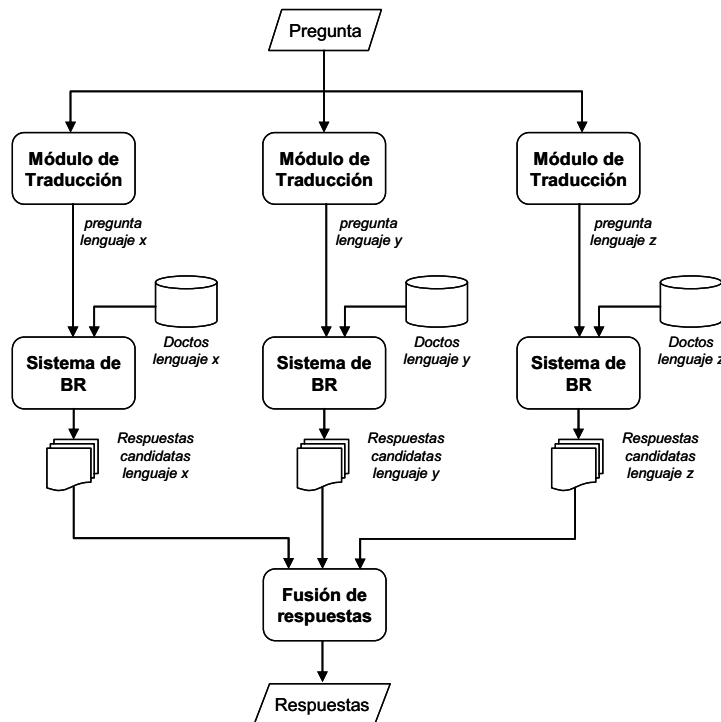 Pregunta
Módulo de
Traducción
Módulo de
Traducción
Módulo de
Traducción
pregunta
lenguaje x
pregunta
lenguaje y
pregunta
lenguaje z
Doctos
lenguaje x
Doctos
lenguaje y
Doctos
lenguaje z
Sistema de
BR
Sistema de
BR
Sistema de
BR
Respuestas
candidatas
lenguaje x
Respuestas
candidatas
lenguaje y
Respuestas
candidatas
lenguaje z
Fusión de
respuestas
Respuestas